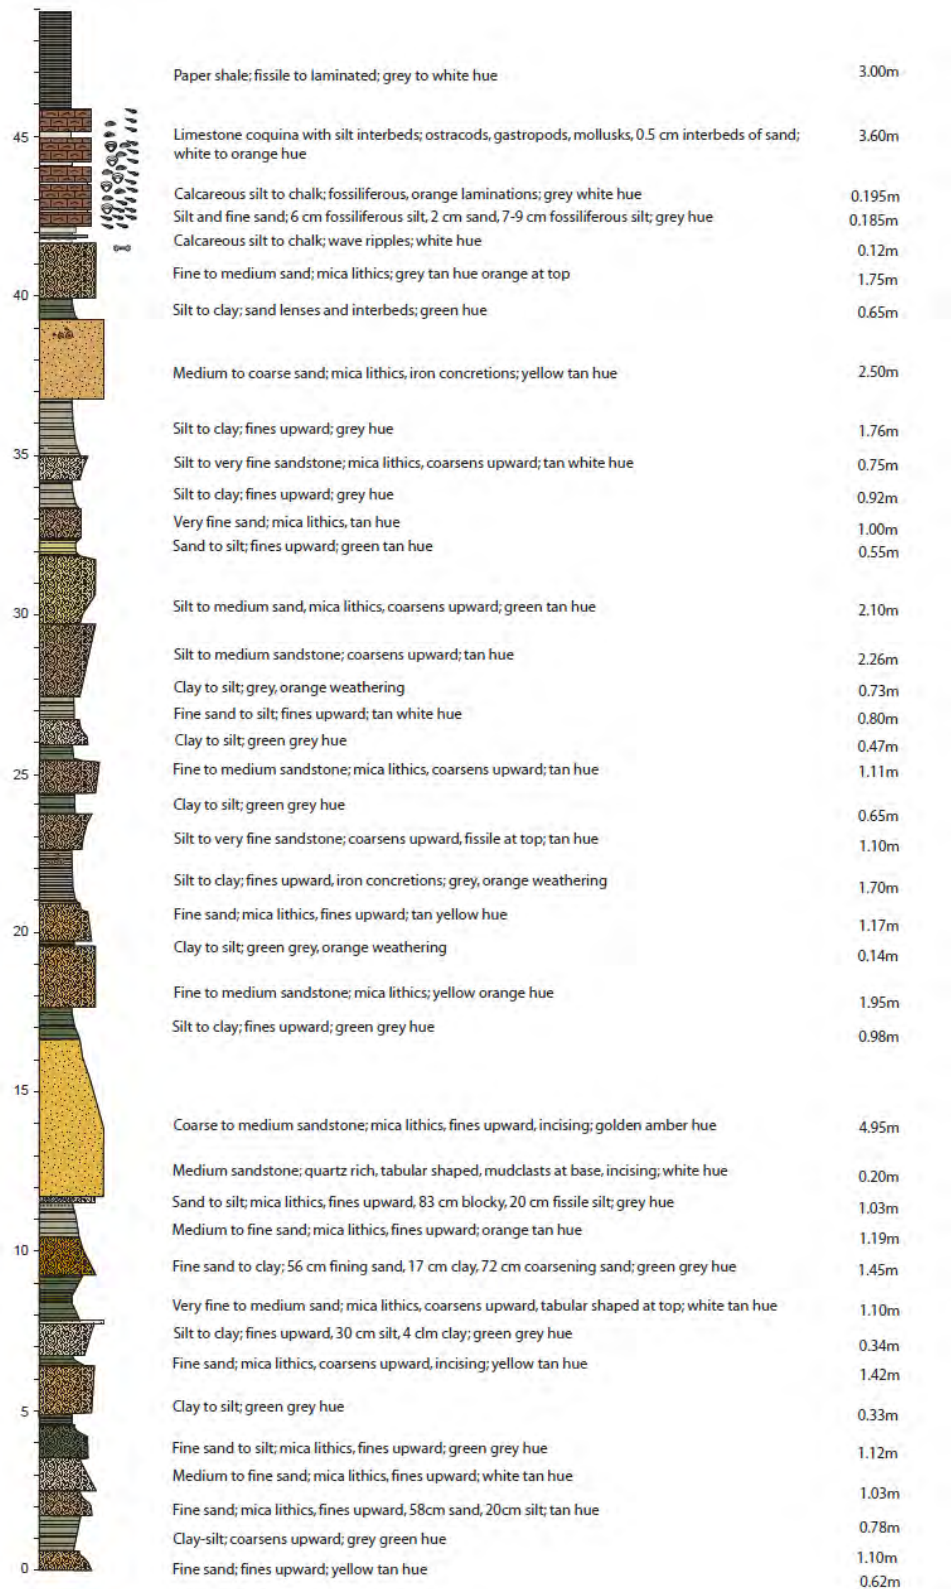 Paper shale; fissile to laminated; grey to white hue 3.00m
45 Limestone coquina with silt interbeds; ostracods, gastropods, mollusks, 0.5 cm interbeds of sand; 3.60m
white to orange hue
Calcareous silt to chalk; fossiliferous, orange laminations; grey white hue 0.195m
Silt and fine sand; 6 cm fossiliferous silt, 2 cm sand, 7-9 cm fossiliferous silt; grey hue 0.185m
Calcareous silt to chalk; wave ripples; white hue 0.12m
Fine to medium sand; mica lithics; grey tan hue orange at top 1.75m
40
Silt to clay; sand lenses and interbeds; green hue 0.65m
Medium to coarse sand; mica lithics, iron concretions; yellow tan hue 2.50m
Silt to clay; fines upward; grey hue 1.76m
35 Silt to very fine sandstone; mica lithics, coarsens upward; tan white hue 0.75m
Silt to clay; fines upward; grey hue 0.92m
Very fine sand; mica lithics, tan hue 1.00m
Sand to silt; fines upward; green tan hue 0.55m
30 Silt to medium sand, mica lithics, coarsens upward; green tan hue 2.10m
Silt to medium sandstone; coarsens upward; tan hue 2.26m
Clay to silt; grey, orange weathering 0.73m
Fine sand to silt; fines upward; tan white hue 0.80m
Clay to silt; green grey hue 0.47m
25 Fine to medium sandstone; mica lithics, coarsens upward; tan hue 1.11m
Clay to silt; green grey hue 0.65m
Silt to very fine sandstone; coarsens upward, fissile at top; tan hue 1.10m
Silt to clay; fines upward, iron concretions; grey, orange weathering 1.70m
Fine sand; mica lithics, fines upward; tan yellow hue 1.17m
20
Clay to silt; green grey, orange weathering 0.14m
Fine to medium sandstone; mica lithics; yellow orange hue 1.95m
Silt to clay; fines upward; green grey hue 0.98m
15
Coarse to medium sandstone; mica lithics, fines upward, incising; golden amber hue 4.95m
Medium sandstone; quartz rich, tabular shaped, mudclasts at base, incising; white hue 0.20m
Sand to silt; mica lithics, fines upward, 83 cm blocky, 20 cm fissile silt; grey hue 1.03m
Medium to fine sand; mica lithics, fines upward; orange tan hue 1.19m
10
Fine sand to clay; 56 cm fining sand, 17 cm clay, 72 cm coarsening sand; green grey hue 1.45m
Very fine to medium sand; mica lithics, coarsens upward, tabular shaped at top; white tan hue 1.10m
Silt to clay; fines upward, 30 cm silt, 4 clm clay; green grey hue 0.34m
Fine sand; mica lithics, coarsens upward, incising; yellow tan hue 1.42m
5 Clay to silt; green grey hue 0.33m
Fine sand to silt; mica lithics, fines upward; green grey hue 1.12m
Medium to fine sand; mica lithics, fines upward; white tan hue 1.03m
Fine sand; mica lithics, fines upward, 58cm sand, 20cm silt; tan hue 0.78m
Clay-silt; coarsens upward; grey green hue 1.10m
0 Fine sand; fines upward; yellow tan hue 0.62m